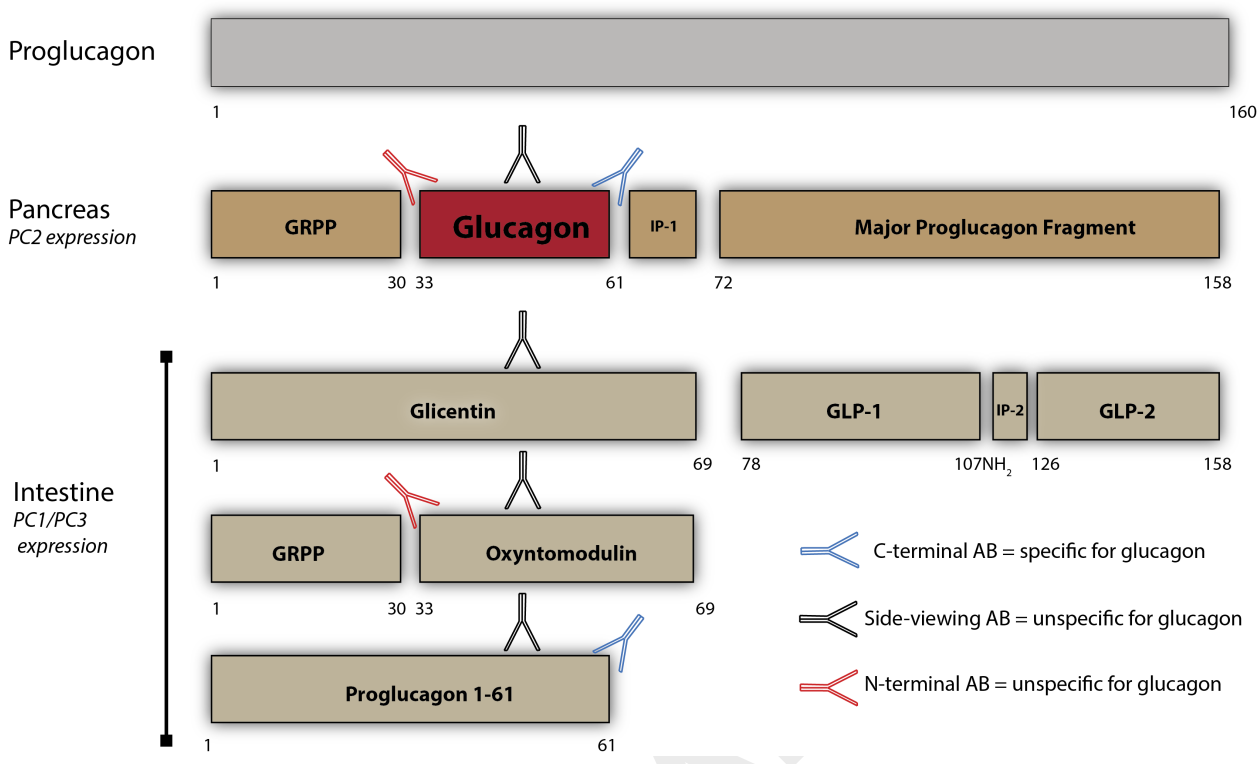 Proglucagon
1
160
Pancreas
PC2 expression
GRPP
Glucagon
IP-1
Major Proglucagon Fragment
1
30
33
61
72
158
Glicentin
GLP-1
IP-2
GLP-2
1
69
78
107NH2
126
158
Intestine
PC1/PC3
expression
GRPP
Oxyntomodulin
1
30
33
69
Proglucagon 1-61
1
61
C-terminal AB = specific for glucagon
Side-viewing AB = unspecific for glucagon
N-terminal AB = unspecific for glucagon